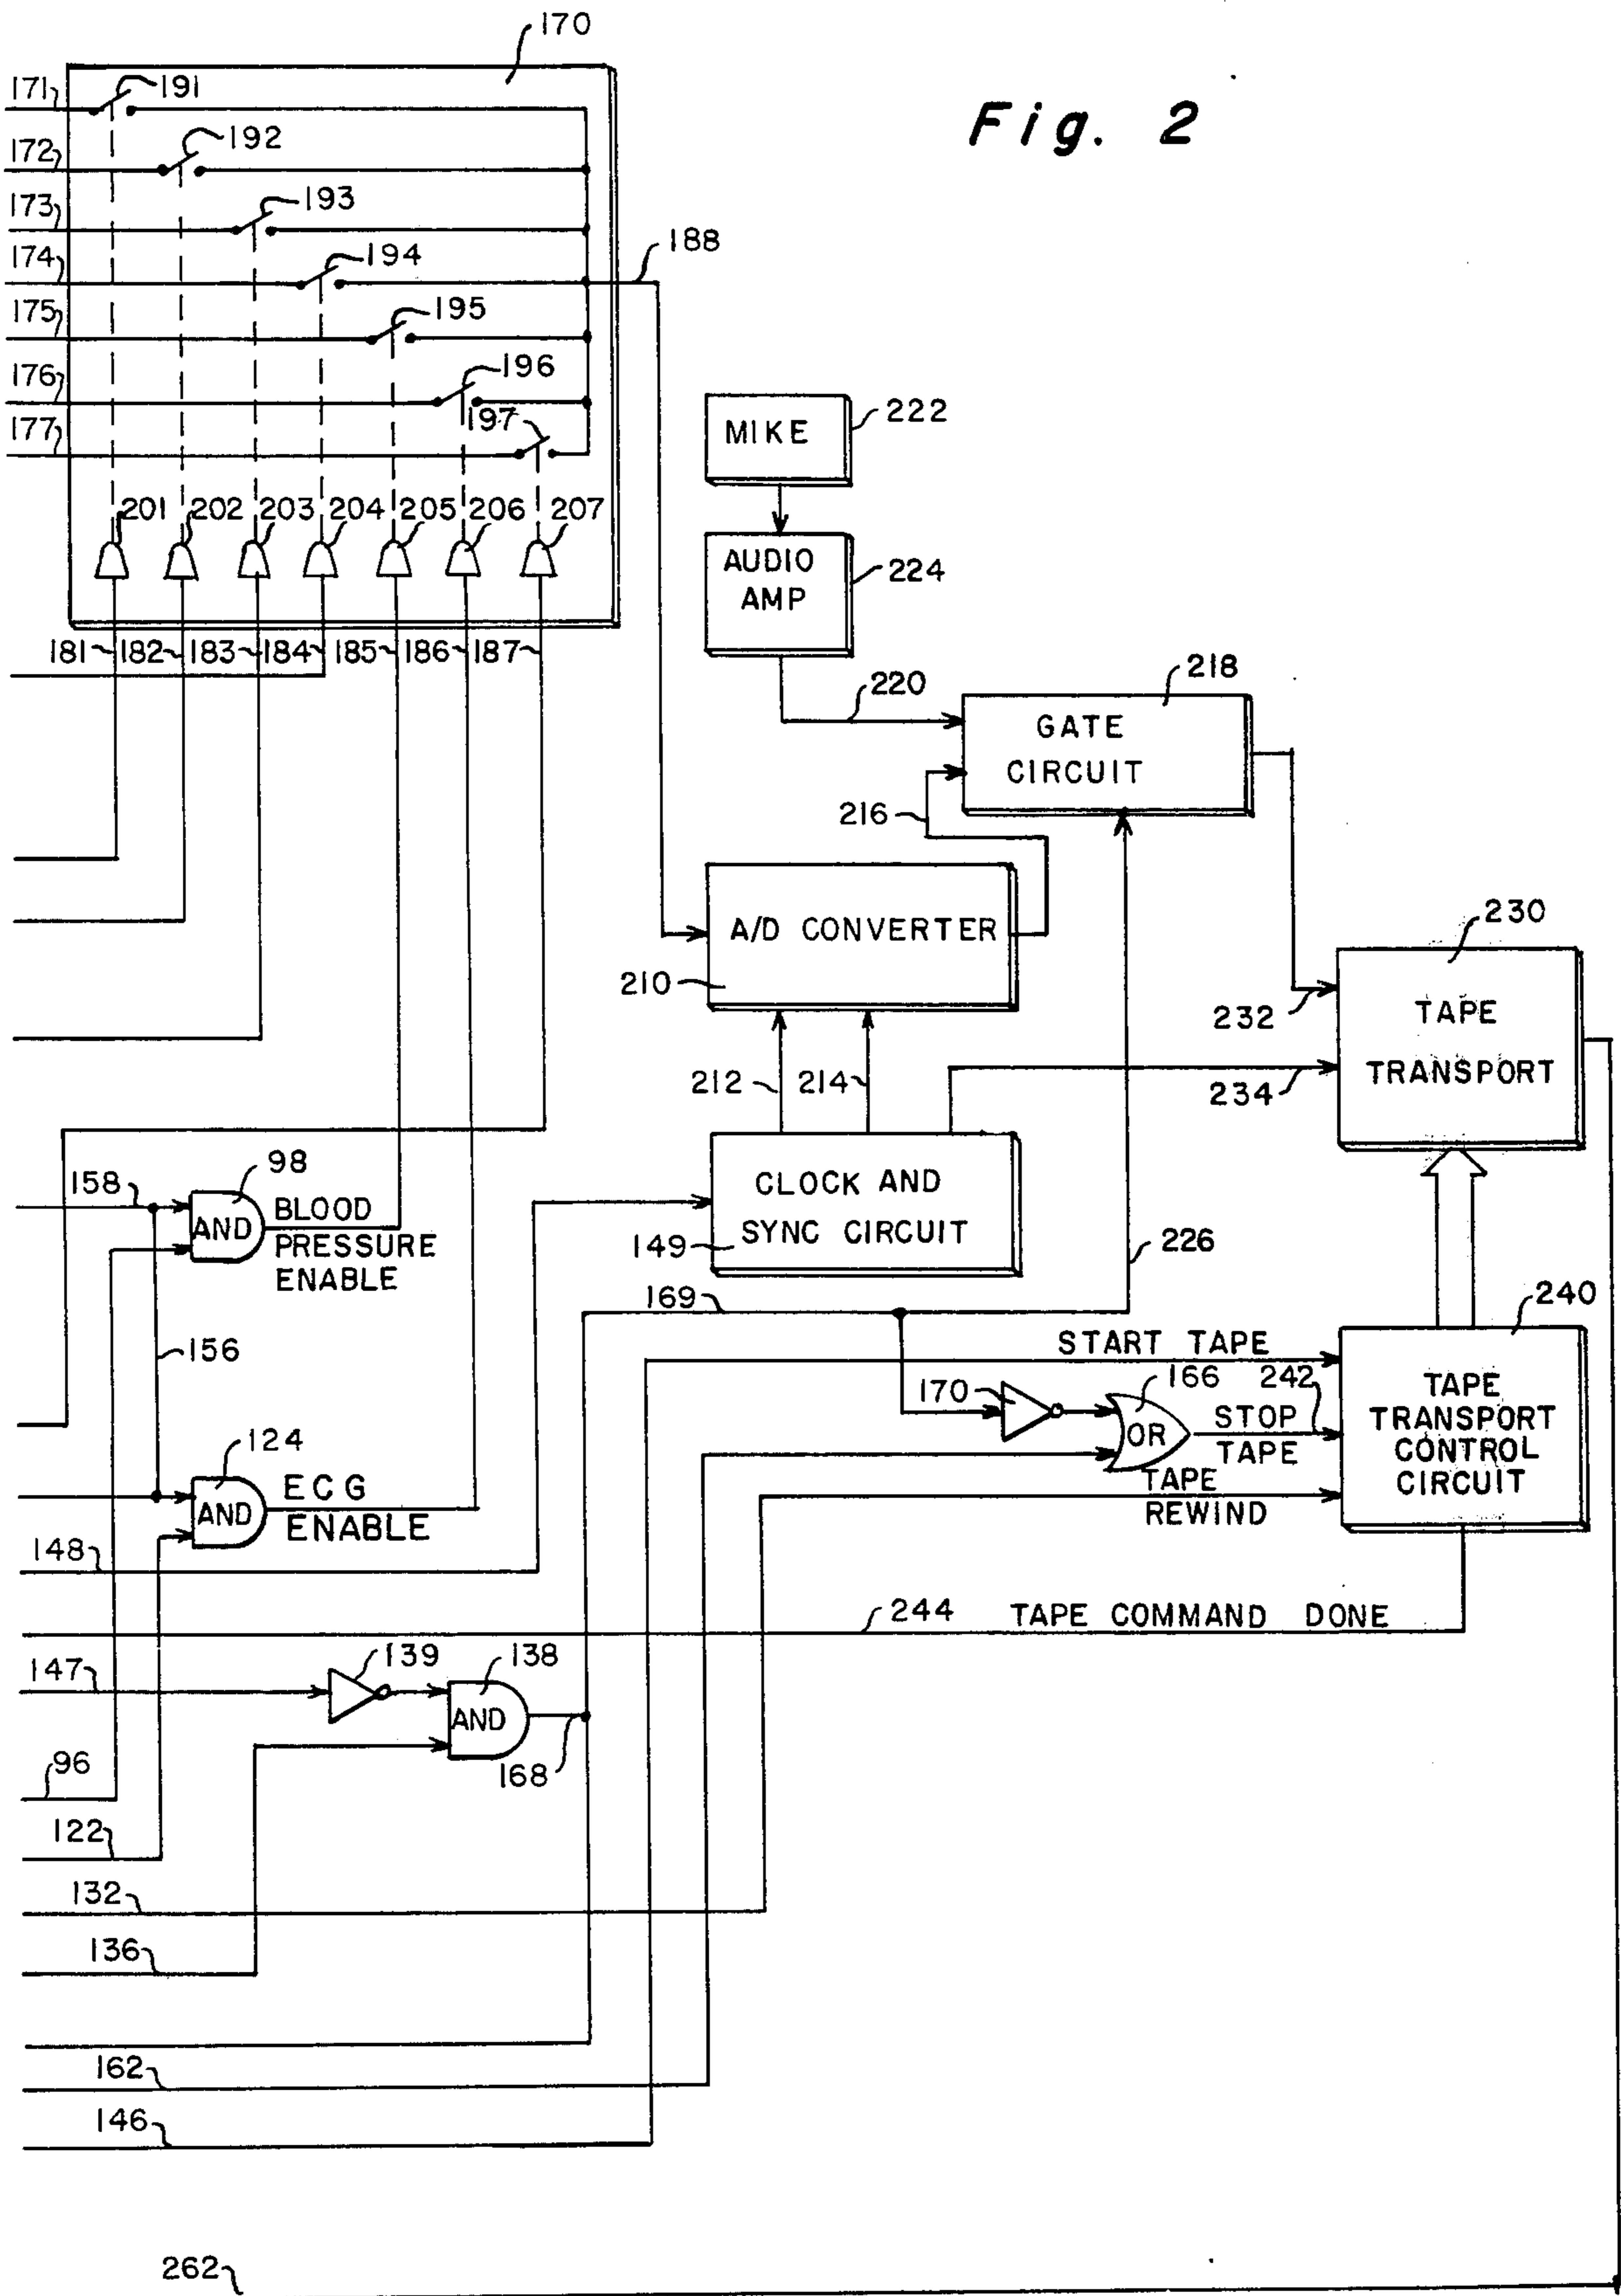 170
Fig. 2
171 191
172 192
173 193
174 194
188
175 195
176 196
177 197
MIKE 222
201 202 203 204 205 206 207
AUDIO
AMP
224
181 182 183 184 185 186 187
220
218
GATE
CIRCUIT
216
A/D CONVERTER
210
230
232
TAPE
TRANSPORT
212 214
234
158
98
AND
BLOOD
PRESSURE
ENABLE
CLOCK AND
SYNC CIRCUIT
149
226
169
240
156
START TAPE
170
166
OR
242
STOP
TAPE
TAPE
TRANSPORT
CONTROL
CIRCUIT
124
AND
ECG
ENABLE
TAPE
REWIND
148
244 TAPE COMMAND DONE
147
139
138
AND
168
96
122
132
136
162
146
262